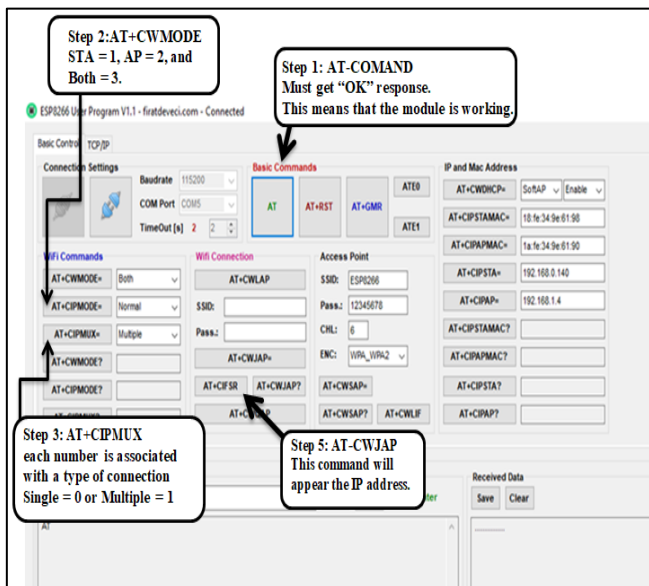 Step 2:AT+CWMODE
STA = 1, AP = 2, and
Both = 3.
Step 1: AT-COMAND
Must get “OK” response.
This means that the module is working.
ESP8266 User Program V1.1 - firatdeveci.com - Connected
Basic Control TCP/IP
Connection Settings
Baudrate 115200
COM Port COM5
TimeOut [s] 2 2
Basic Commands
AT AT+RST AT+GMR ATE0
ATE1
IP and Mac Address
AT+CWDHCP= SoftAP Enable
AT+CIPSTAMAC= 18:fe:34:9e:61:98
AT+CIPAPMAC= 1a:fe:34:9e:61:90
AT+CIPSTA= 192.168.0.140
AT+CIPAP= 192.168.1.4
AT+CIPSTAMAC?
AT+CIPAPMAC?
AT+CIPSTA?
AT+CIPAP?
WiFi Commands
AT+CWMODE= Both
AT+CIPMODE= Normal
AT+CIPMUX= Multiple
AT+CWMODE?
AT+CIPMODE?
Wifi Connection
AT+CWLAP
SSID:
Pass.:
AT+CWJAP=
AT+CIFSR AT+CWJAP?
Access Point
SSID: ESP8266
Pass.: 12345678
CHL: 6
ENC: WPA_WPA2
AT+CWSAP=
AT+CWSAP? AT+CWLIF
Step 3: AT+CIPMUX
each number is associated
with a type of connection
Single = 0 or Multiple = 1
Step 5: AT-CWJAP
This command will
appear the IP address.
Received Data
Save Clear
AT